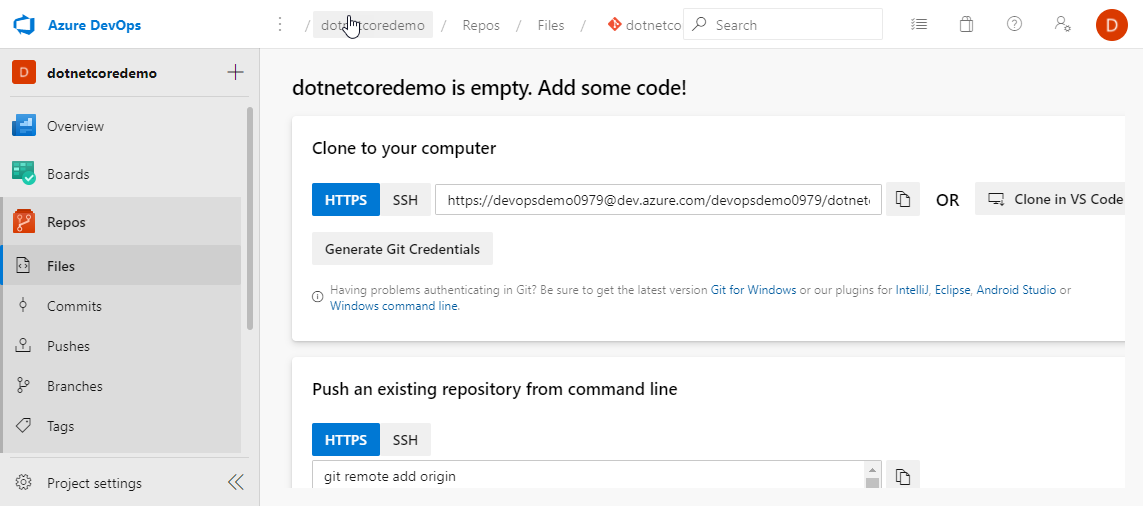 Azure DevOps
/ dotnetcoredemo / Repos / Files / dotnetco
Search
D
D dotnetcoredemo
Overview
Boards
Repos
Files
Commits
Pushes
Branches
Tags
Project settings
dotnetcoredemo is empty. Add some code!
Clone to your computer
HTTPS SSH https://devopsdemo0979@dev.azure.com/devopsdemo0979/dotnetc OR Clone in VS Code
Generate Git Credentials
Having problems authenticating in Git? Be sure to get the latest version Git for Windows or our plugins for IntelliJ, Eclipse, Android Studio or
Windows command line.
Push an existing repository from command line
HTTPS SSH
git remote add origin